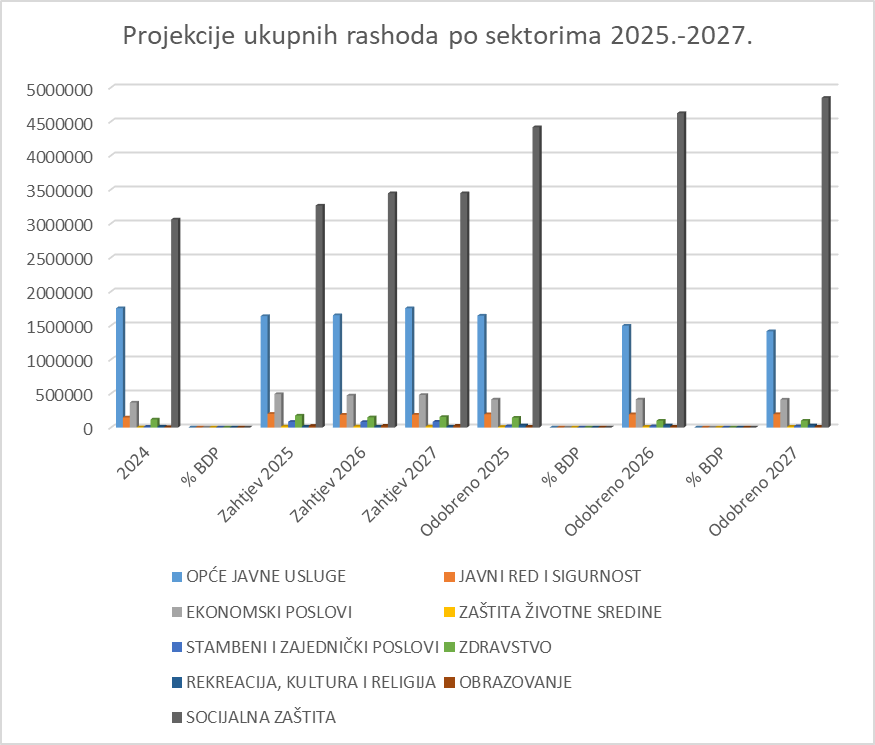 Projekcije ukupnih rashoda po sektorima 2025.-2027.
5000000
4500000
4000000
3500000
3000000
2500000
2000000
1500000
1000000
500000
0
2024
% BDP
Zahtjev 2025
Zahtjev 2026
Zahtjev 2027
Odobreno 2025
% BDP
Odobreno 2026
% BDP
Odobreno 2027
OPĆE JAVNE USLUGE
JAVNI RED I SIGURNOST
EKONOMSKI POSLOVI
ZAŠTITA ŽIVOTNE SREDINE
STAMBENI I ZAJEDNIČKI POSLOVI
ZDRAVSTVO
REKREACIJA, KULTURA I RELIGIJA
OBRAZOVANJE
SOCIJALNA ZAŠTITA